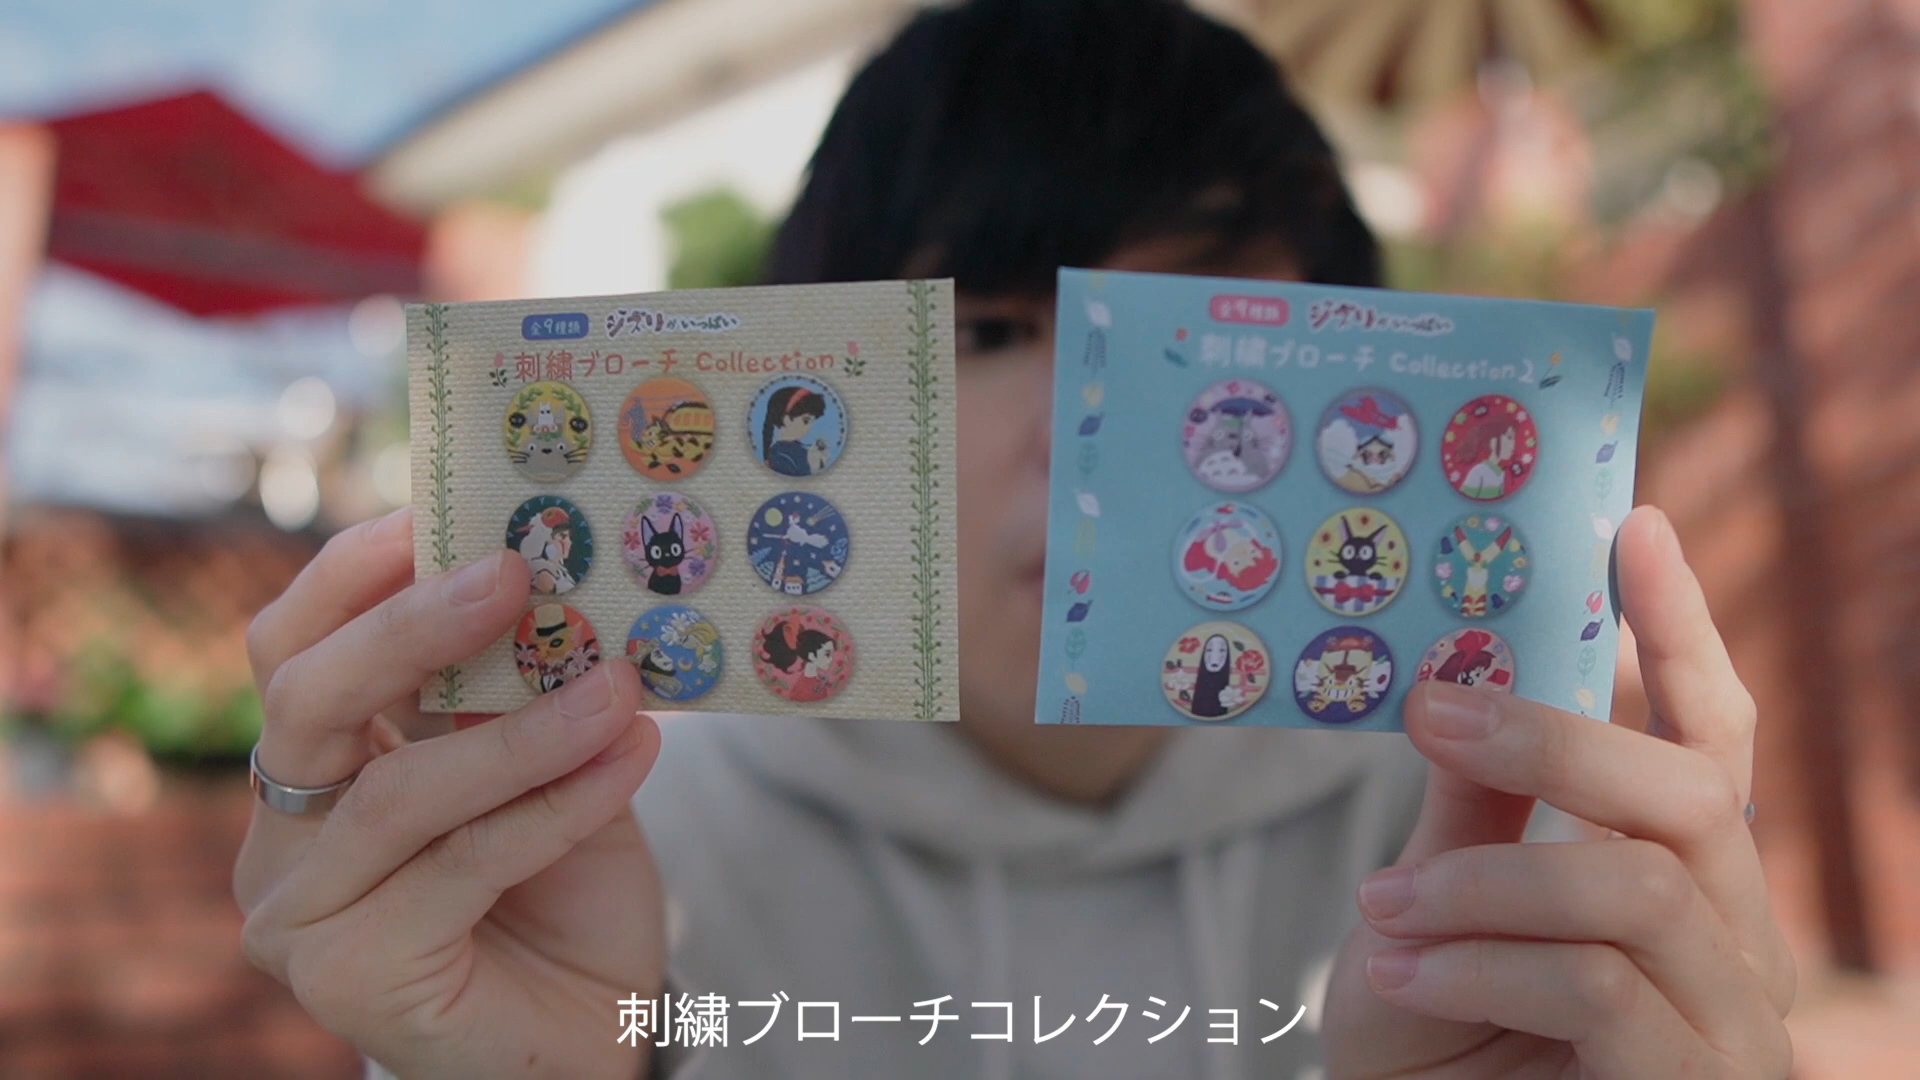 全9種類 ジブリがいっぱい
刺繍ブローチ Collection
全9種類 ジブリがいっぱい
刺繍ブローチ Collection2
刺繍ブローチコレクション